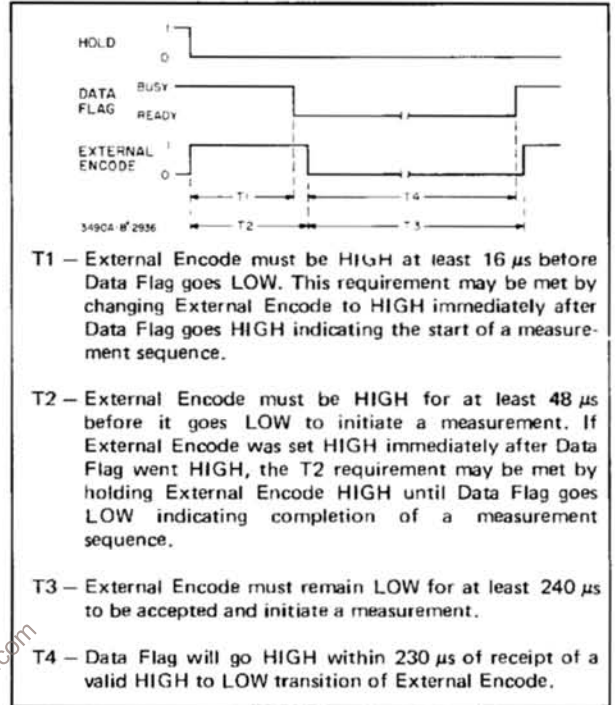 HOLD
1
0
DATA FLAG
BUSY
READY
EXTERNAL ENCODE
1
0
T1
T4
3490A-B-2936
T2
T3
T1 – External Encode must be HIGH at least 16 µs before
Data Flag goes LOW. This requirement may be met by
changing External Encode to HIGH immediately after
Data Flag goes HIGH indicating the start of a measure-
ment sequence.
T2 – External Encode must be HIGH for at least 48 µs
before it goes LOW to initiate a measurement. If
External Encode was set HIGH immediately after Data
Flag went HIGH, the T2 requirement may be met by
holding External Encode HIGH until Data Flag goes
LOW indicating completion of a measurement
sequence.
T3 – External Encode must remain LOW for at least 240 µs
to be accepted and initiate a measurement.
T4 – Data Flag will go HIGH within 230 µs of receipt of a
valid HIGH to LOW transition of External Encode.